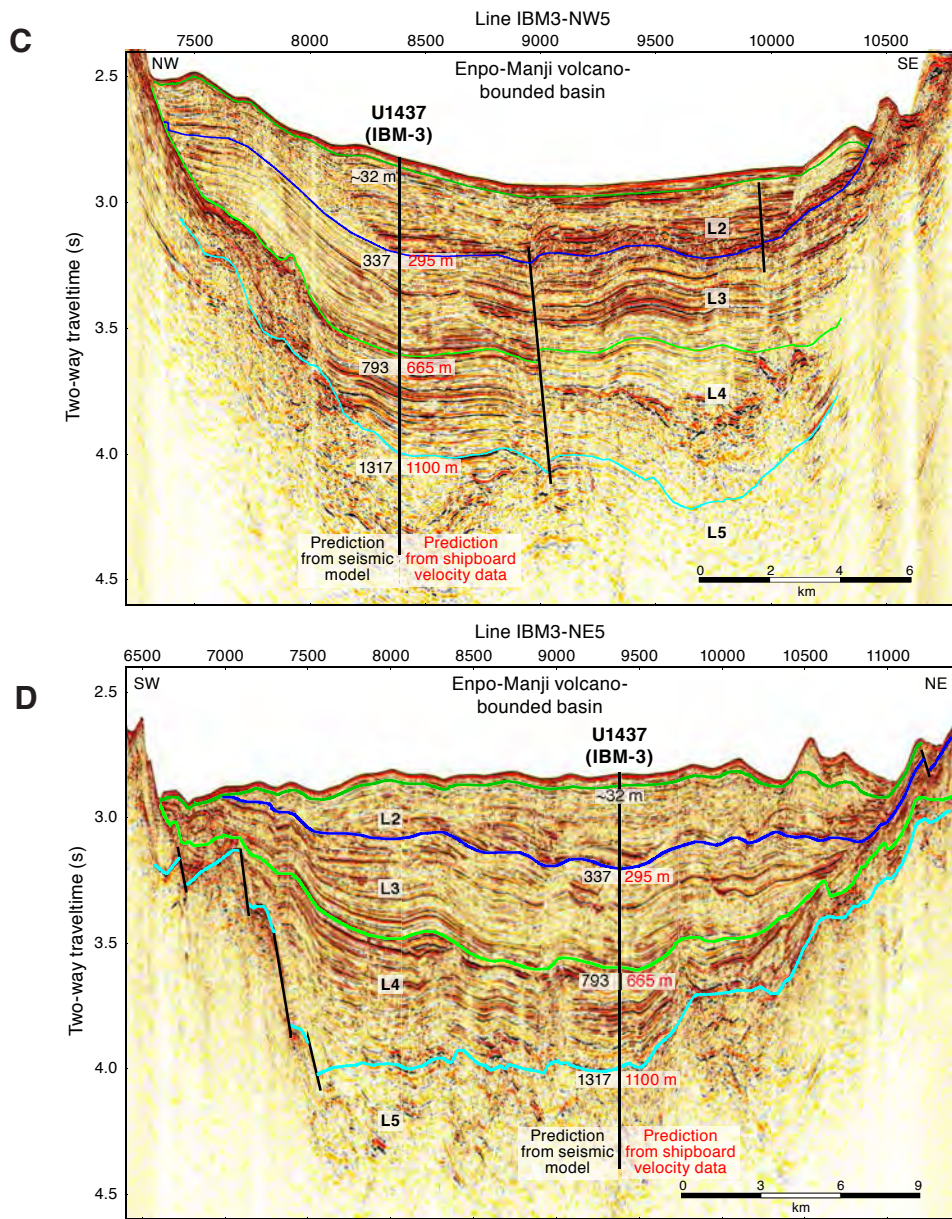 C
Line IBM3-NW5
7500 8000 8500 9000 9500 10000 10500
NW
Enpo-Manji volcano-
bounded basin
SE
U1437
(IBM-3)
~32 m
2.5
3.0
3.5
4.0
4.5
Two-way traveltime (s)
L2
337 295 m
L3
793 665 m
L4
1317 1100 m
L5
Prediction
from seismic
model
Prediction
from shipboard
velocity data
0 2 4 6
km
D
Line IBM3-NE5
6500 7000 7500 8000 8500 9000 9500 10000 10500 11000
SW
Enpo-Manji volcano-
bounded basin
NE
U1437
(IBM-3)
~32 m
2.5
3.0
3.5
4.0
4.5
Two-way traveltime (s)
L2
337 295 m
L3
793 665 m
L4
1317 1100 m
L5
Prediction
from seismic
model
Prediction
from shipboard
velocity data
0 3 6 9
km